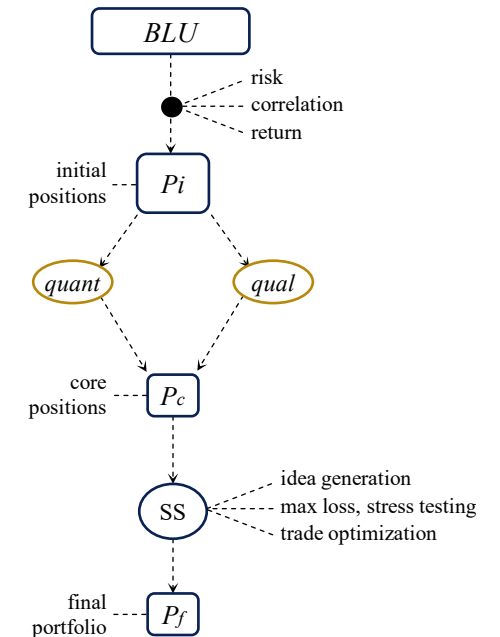 BLU
risk
correlation
return
initial
positions
Pi
quant
qual
core
positions
Pc
SS
idea generation
max loss, stress testing
trade optimization
final
portfolio
Pf